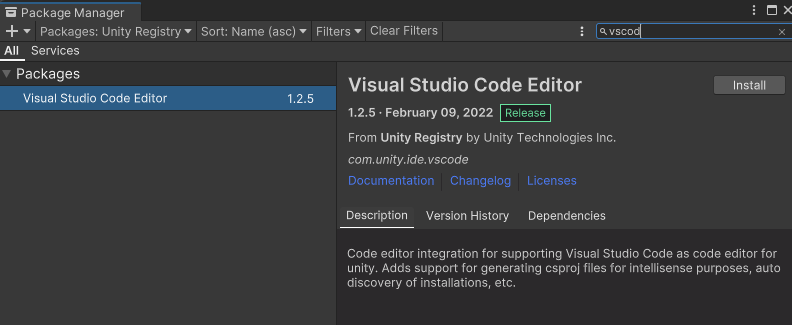 Package Manager
+ Packages: Unity Registry Sort: Name (asc) Filters Clear Filters vscod
All Services
Packages
Visual Studio Code Editor 1.2.5
Visual Studio Code Editor Install
1.2.5 · February 09, 2022 Release
From Unity Registry by Unity Technologies Inc.
com.unity.ide.vscode
Documentation Changelog Licenses
Description Version History Dependencies
Code editor integration for supporting Visual Studio Code as code editor for
unity. Adds support for generating csproj files for intellisense purposes, auto
discovery of installations, etc.